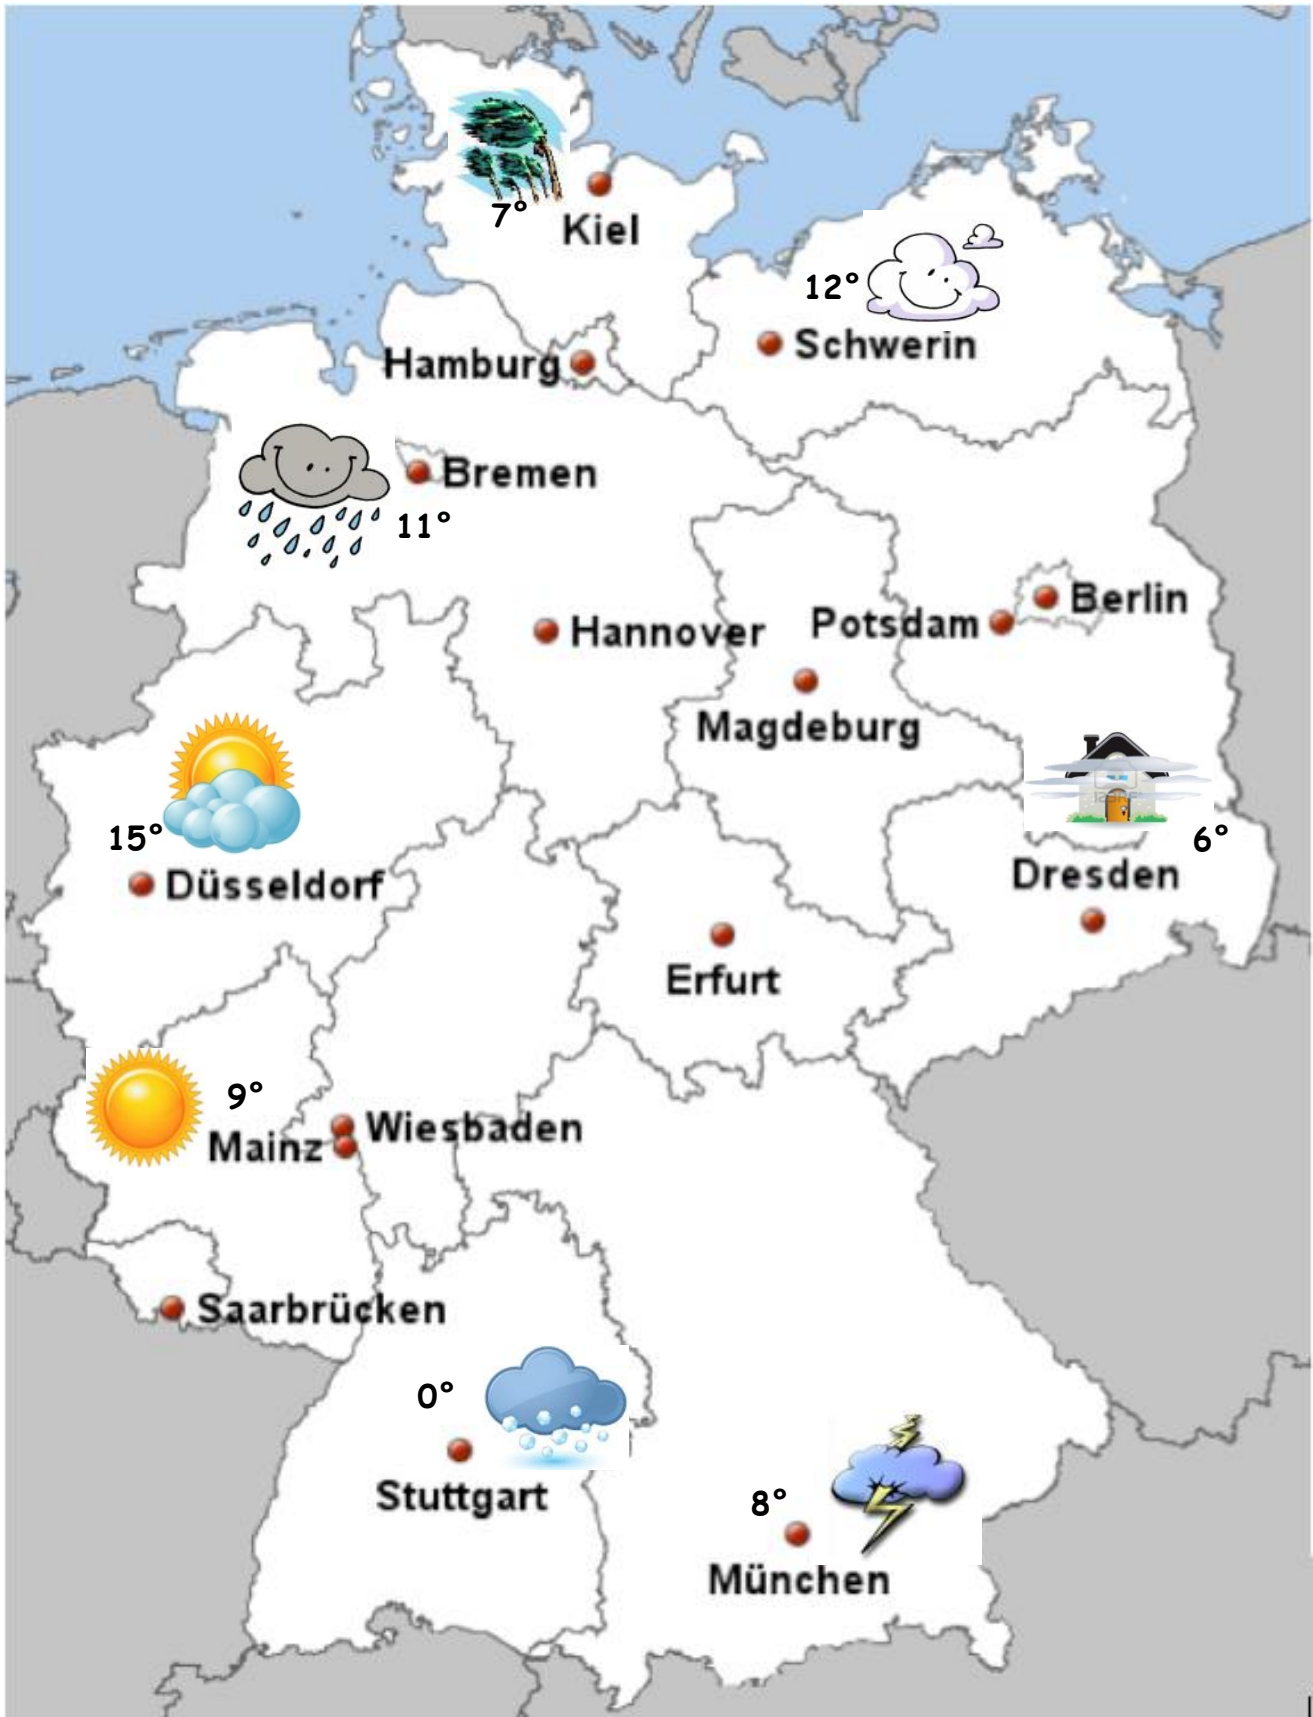 7°
Kiel
12°
Schwerin
Hamburg
Bremen
11°
Hannover
Potsdam
Berlin
Magdeburg
15°
Düsseldorf
6°
Dresden
Erfurt
9°
Mainz
Wiesbaden
Saarbrücken
0°
Stuttgart
8°
München